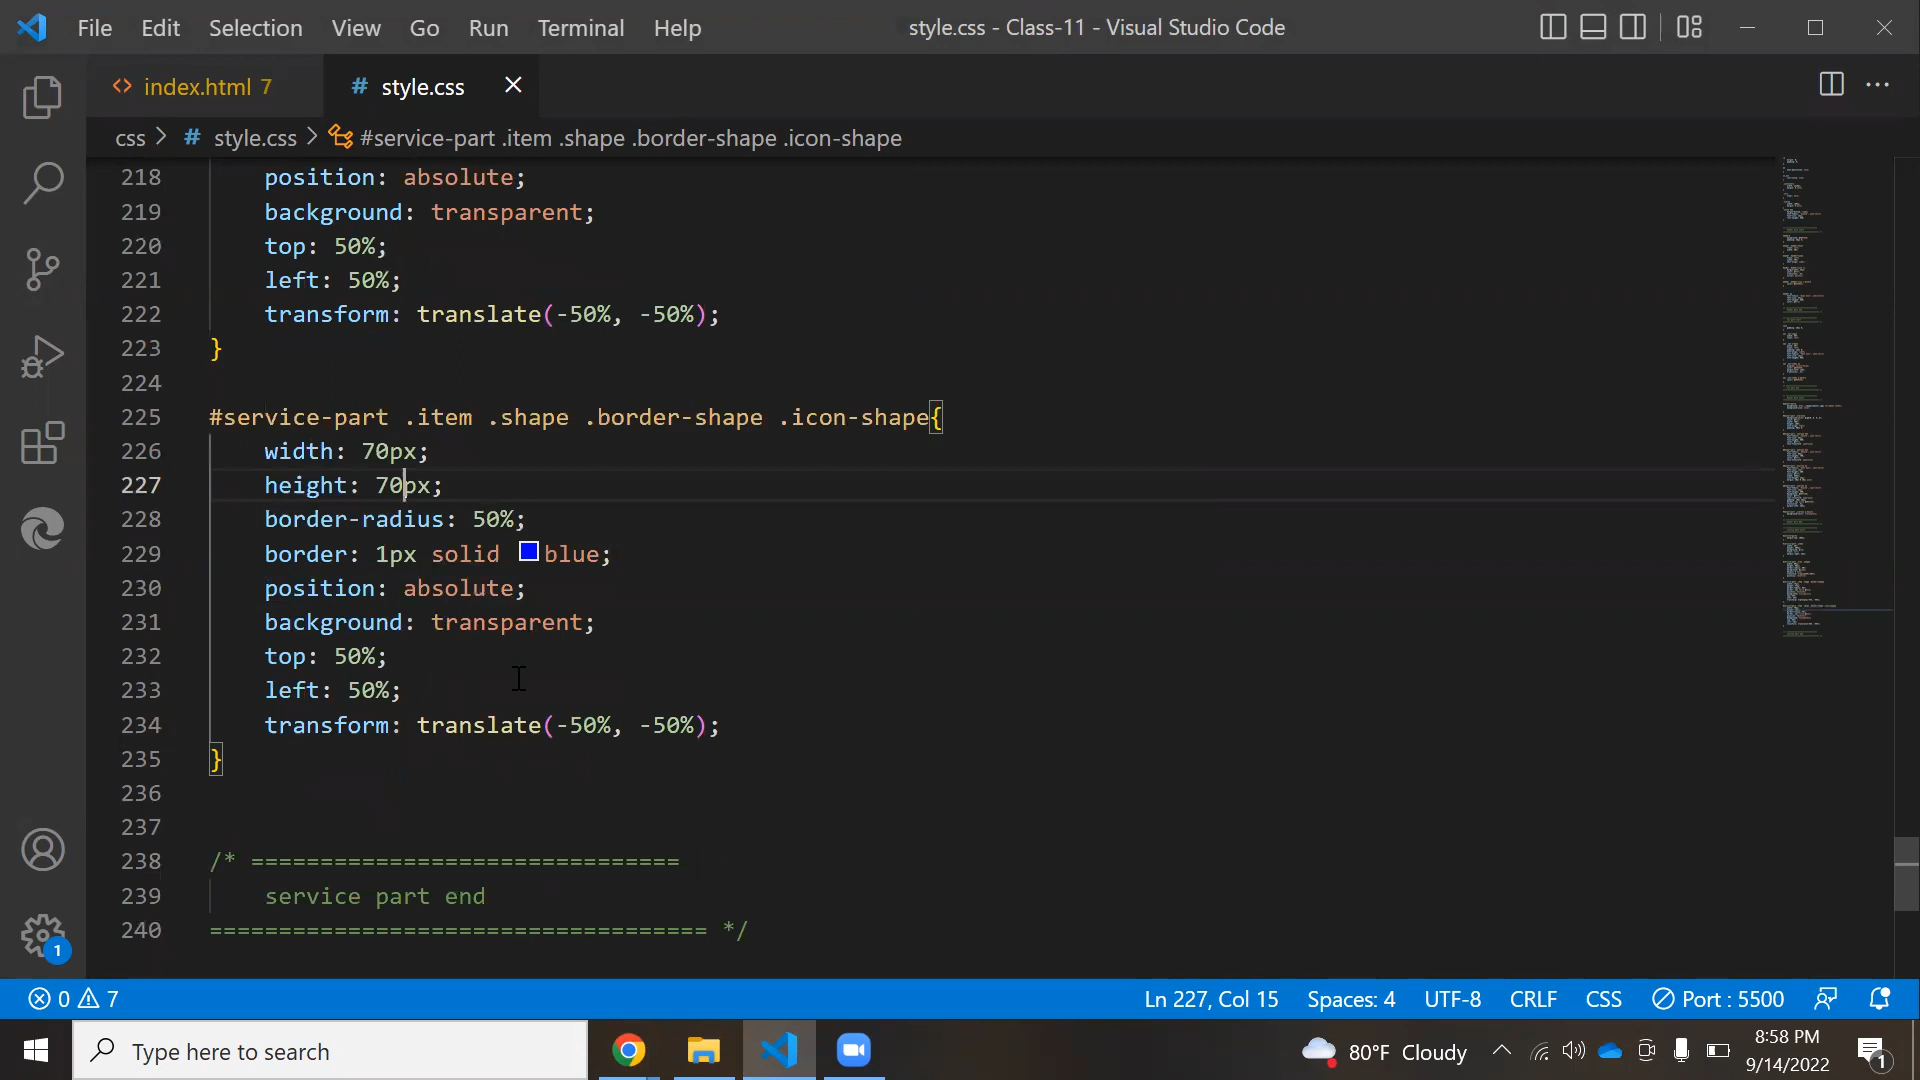 File Edit Selection View Go Run Terminal Help style.css - Class-11 - Visual Studio Code
<> index.html 7 # style.css
css > # style.css > #service-part .item .shape .border-shape .icon-shape
218 position: absolute;
219 background: transparent;
220 top: 50%;
221 left: 50%;
222 transform: translate(-50%, -50%);
223 }
224
225 #service-part .item .shape .border-shape .icon-shape{
226 width: 70px;
227 height: 70px;
228 border-radius: 50%;
229 border: 1px solid blue;
230 position: absolute;
231 background: transparent;
232 top: 50%;
233 left: 50%;
234 transform: translate(-50%, -50%);
235 }
236
237
238 /* ===============================
239 service part end
240 ==================================== */
1
0 7 Ln 227, Col 15 Spaces: 4 UTF-8 CRLF CSS Port : 5500
Type here to search 80°F Cloudy 8:58 PM
9/14/2022 1